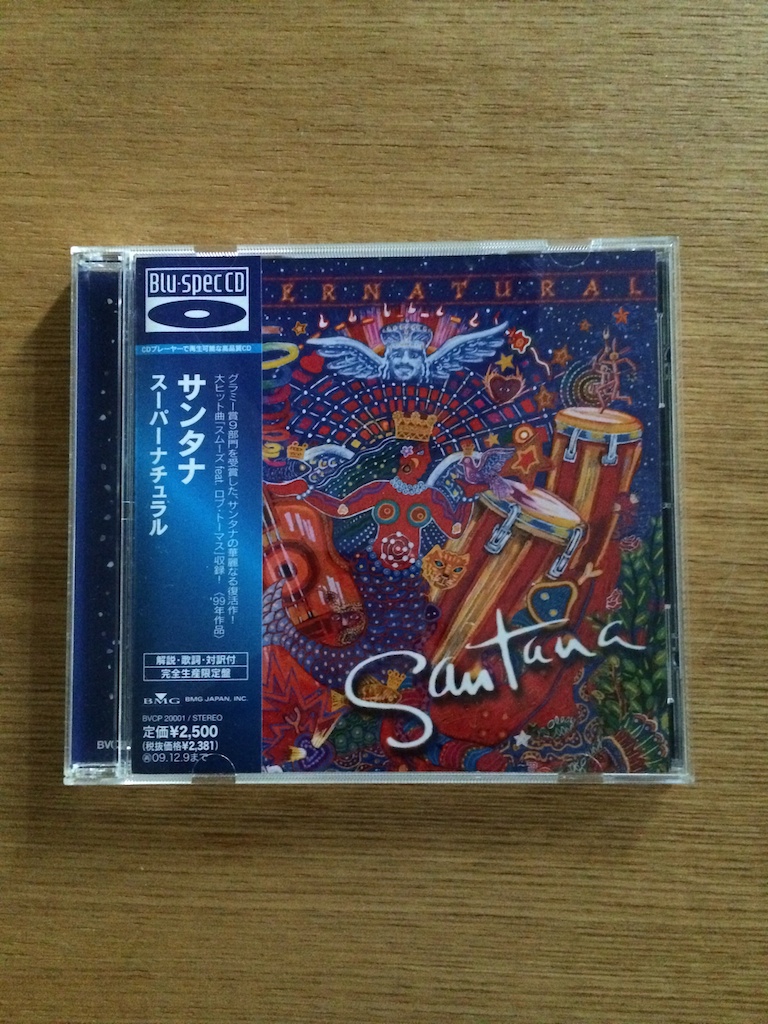 Blu-specCD
CDプレーヤーで再生可能な高品質CD
サンタナ
スーパーナチュラル
グラミー賞9部門を受賞した、サンタナの華麗なる復活作!
大ヒット曲「スムーズ feat. ロブ・トーマス」収録! 〈'99年作品〉
解説・歌詞・対訳付
完全生産限定盤
BMG BMG JAPAN, INC.
BVCP 20001 / STEREO
定価¥2,500
(税抜価格¥2,381)
09.12.9まで
ERNATURAL
Santana